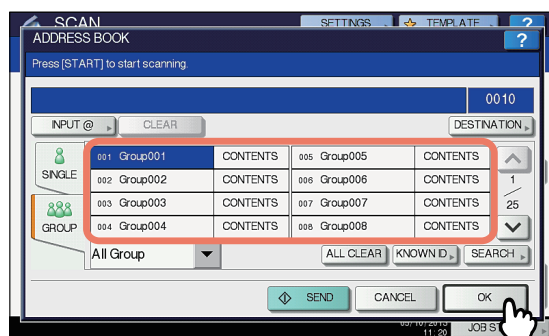 SCAN SETTINGS TEMPLATE ?
ADDRESS BOOK ?
Press [START] to start scanning.
0010
INPUT @ CLEAR DESTINATION
SINGLE
GROUP
001 Group001 CONTENTS 005 Group005 CONTENTS
002 Group002 CONTENTS 006 Group006 CONTENTS
003 Group003 CONTENTS 007 Group007 CONTENTS
004 Group004 CONTENTS 008 Group008 CONTENTS
1
25
All Group ALL CLEAR KNOWN ID SEARCH
SEND CANCEL OK
11:20 JOB